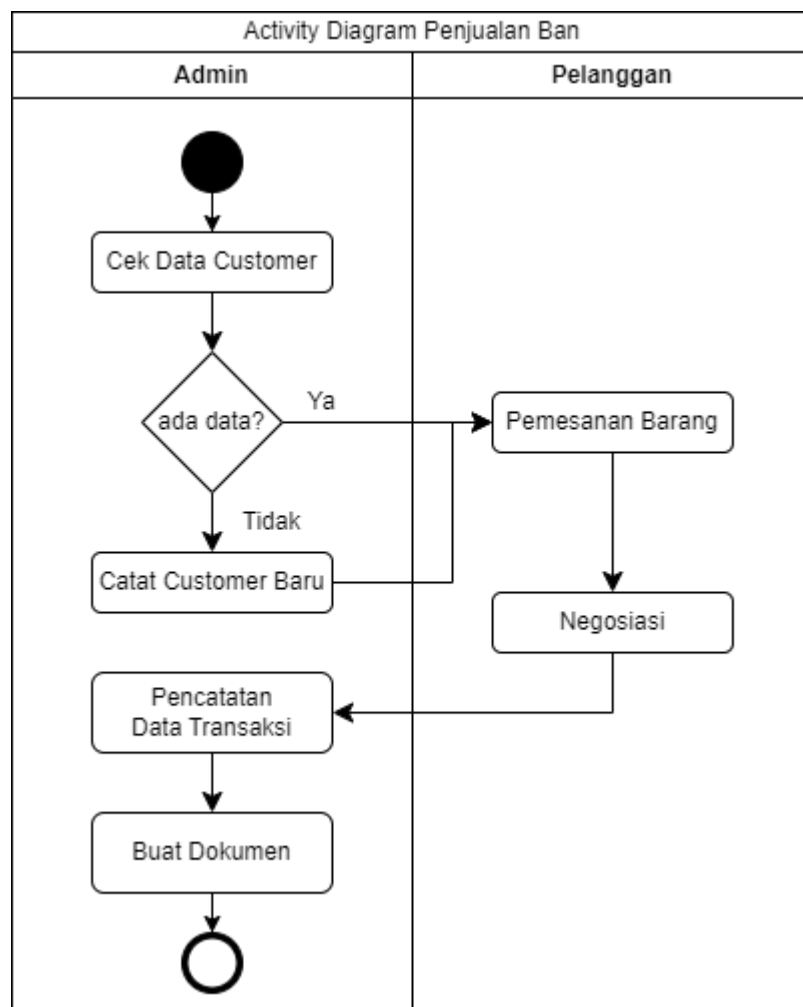 Activity Diagram Penjualan Ban
Admin
Pelanggan
Cek Data Customer
ada data?
Ya
Pemesanan Barang
Tidak
Catat Customer Baru
Negosiasi
Pencatatan
Data Transaksi
Buat Dokumen